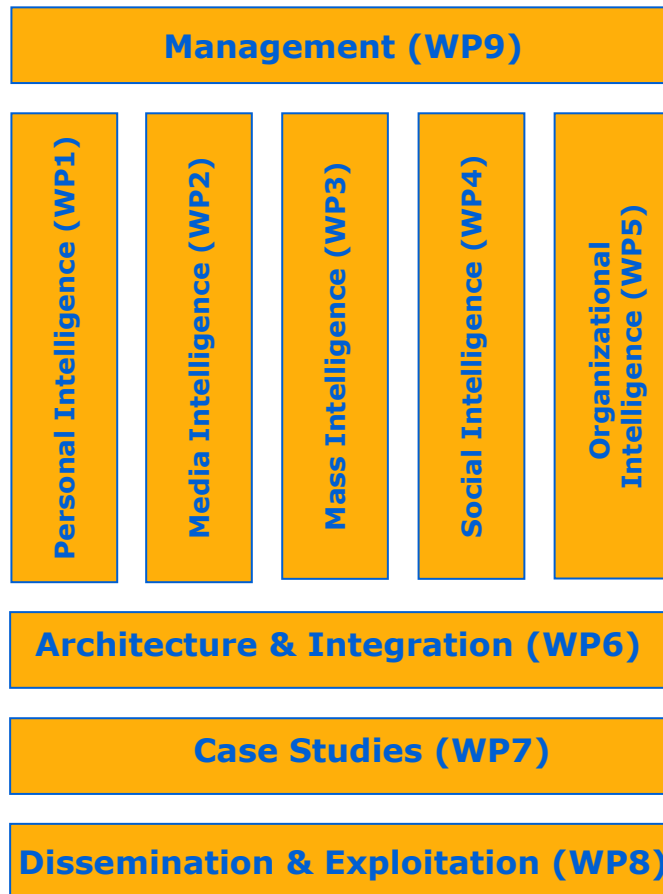 Management (WP9)
Personal Intelligence (WP1)
Media Intelligence (WP2)
Mass Intelligence (WP3)
Social Intelligence (WP4)
Organizational
Intelligence (WP5)
Architecture & Integration (WP6)
Case Studies (WP7)
Dissemination & Exploitation (WP8)